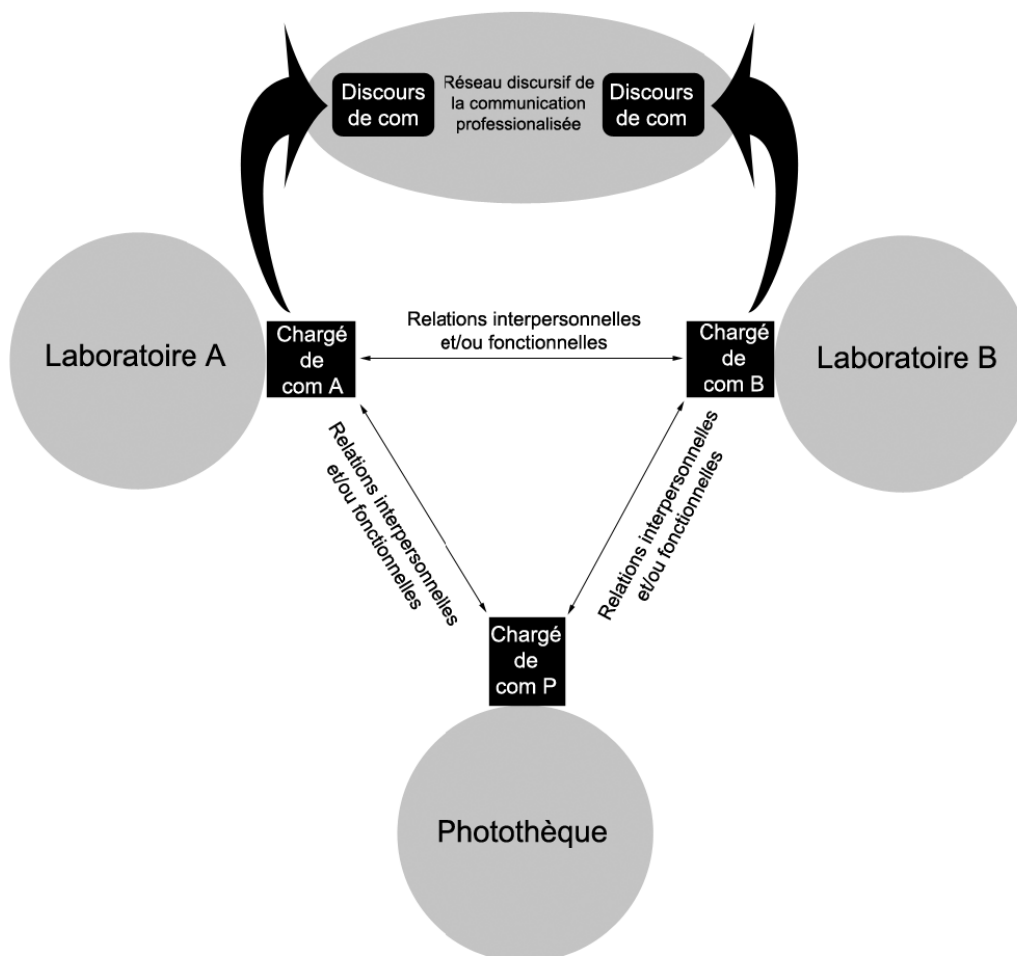 Discours
de com
Réseau discursif de
la communication
professionalisée
Discours
de com
Laboratoire A
Chargé
de
com A
Relations interpersonnelles
et/ou fonctionnelles
Chargé
de
com B
Laboratoire B
Relations interpersonnelles
et/ou fonctionnelles
Relations interpersonnelles
et/ou fonctionnelles
Chargé
de
com P
Photothèque